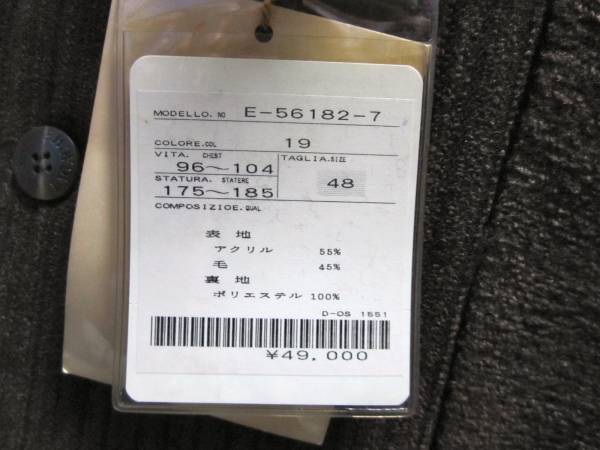 MODELLO. NO E-56182-7
COLORE.COL 19
VITA. CHEST TAGLIA.SIZE
96〜104
STATURA. STATERE 48
175〜185
COMPOSIZIOE.QUAL
表 地
アクリル 55%
毛 45%
裏 地
ポリエステル 100%
D-OS 1551
¥49,000